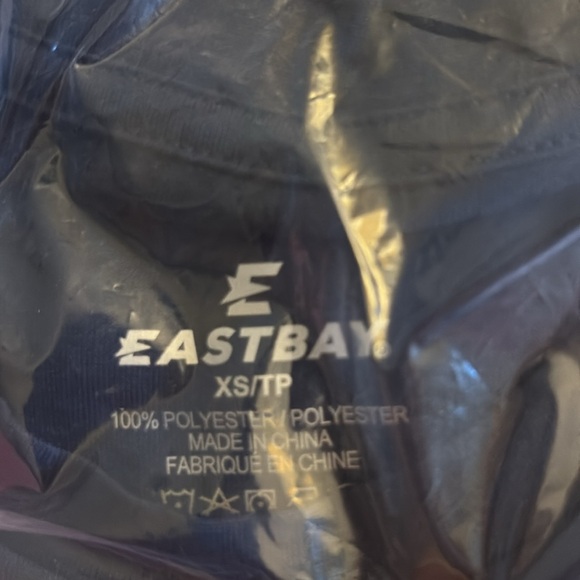 E
EASTBAY
XS/TP
100% POLYESTER / POLYESTER
MADE IN CHINA
FABRIQUÉ EN CHINE